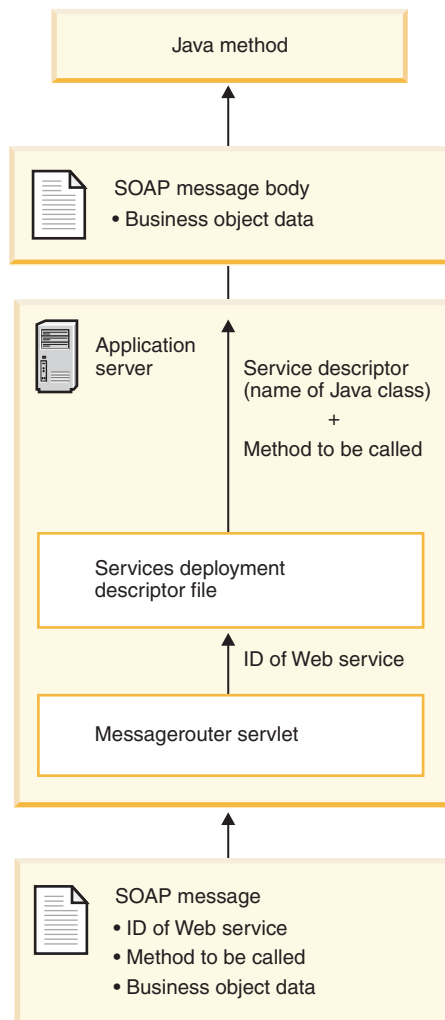 Java method
SOAP message body
• Business object data
Application
server
Service descriptor
(name of Java class)
+
Method to be called
Services deployment
descriptor file
ID of Web service
Messagerouter servlet
SOAP message
• ID of Web service
• Method to be called
• Business object data